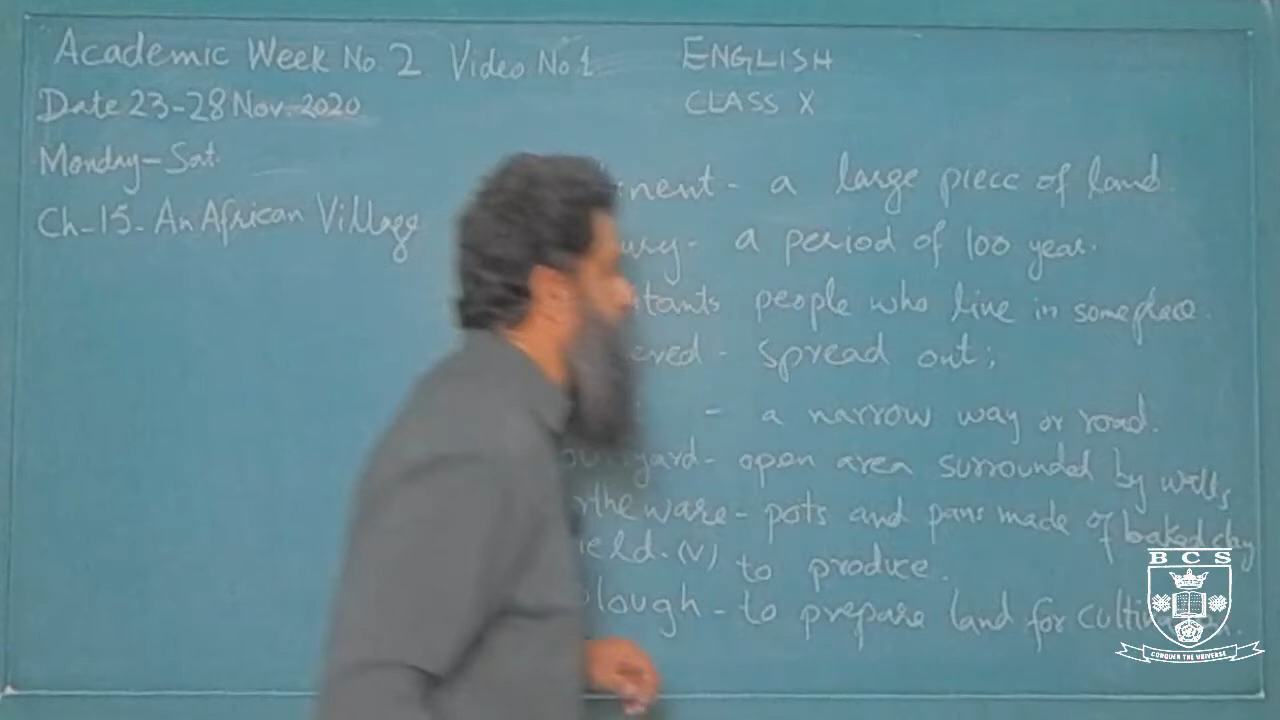 Academic Week No. 2 Video No 1
ENGLISH
Date 23-28 Nov. 2020
CLASS X
Monday - Sat.
Ch-15. An African Village
nent - a large piece of land.
ury - a period of 100 year.
tants people who live in some place.
ered - spread out;
- a narrow way or road.
yard - open area surrounded by walls
rtheware - pots and pans made of baked clay
ield. (V) to produce.
lough - to prepare land for
BCS
CONQUER THE UNIVERSE